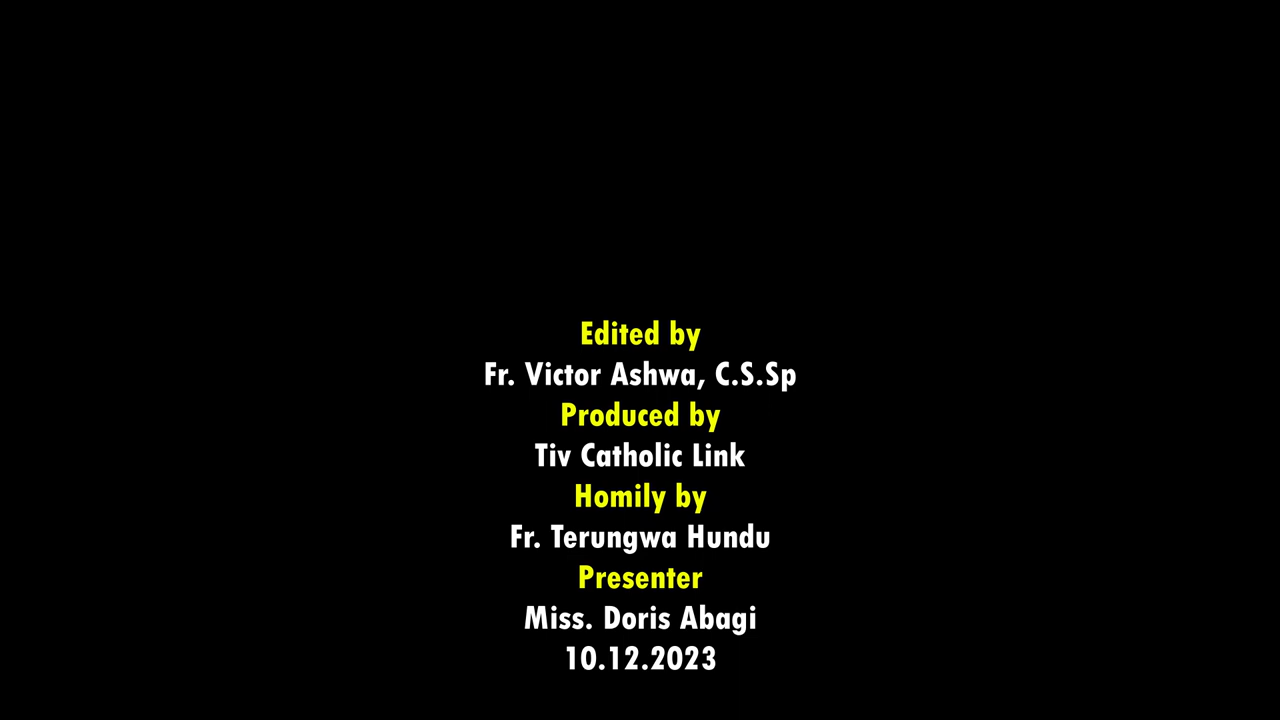 Edited by
Fr. Victor Ashwa, C.S.Sp
Produced by
Tiv Catholic Link
Homily by
Fr. Terungwa Hundu
Presenter
Miss. Doris Abagi
10.12.2023